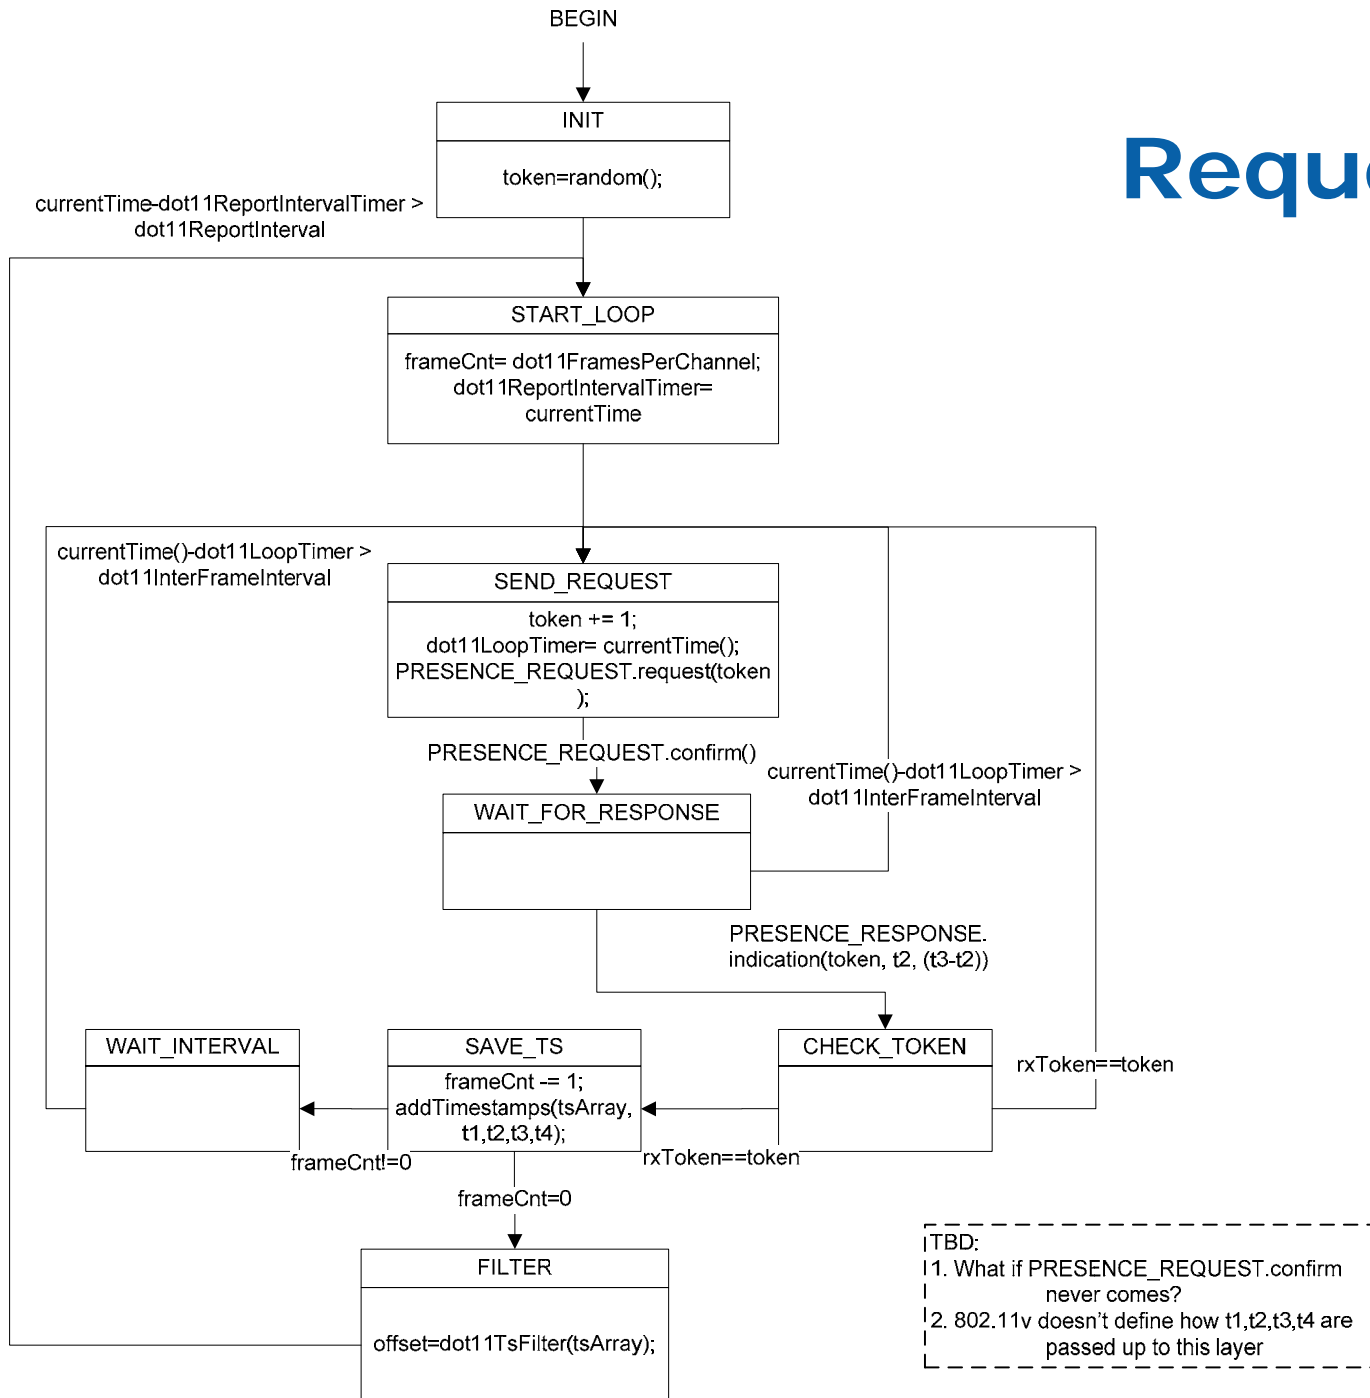 BEGIN
INIT
token=random();
Reque
currentTime-dot11ReportIntervalTimer >
dot11ReportInterval
START_LOOP
frameCnt= dot11FramesPerChannel;
dot11ReportIntervalTimer=
currentTime
currentTime()-dot11LoopTimer >
dot11InterFrameInterval
SEND_REQUEST
token += 1;
dot11LoopTimer= currentTime();
PRESENCE_REQUEST.request(token
);
PRESENCE_REQUEST.confirm()
currentTime()-dot11LoopTimer >
dot11InterFrameInterval
WAIT_FOR_RESPONSE
PRESENCE_RESPONSE.
indication(token, t2, (t3-t2))
WAIT_INTERVAL
SAVE_TS
frameCnt -= 1;
addTimestamps(tsArray,
t1,t2,t3,t4);
CHECK_TOKEN
rxToken==token
frameCnt!=0
rxToken==token
frameCnt=0
FILTER
offset=dot11TsFilter(tsArray);
TBD:
1. What if PRESENCE_REQUEST.confirm
never comes?
2. 802.11v doesn't define how t1,t2,t3,t4 are
passed up to this layer